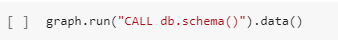 [ ] graph.run("CALL db.schema()").data()